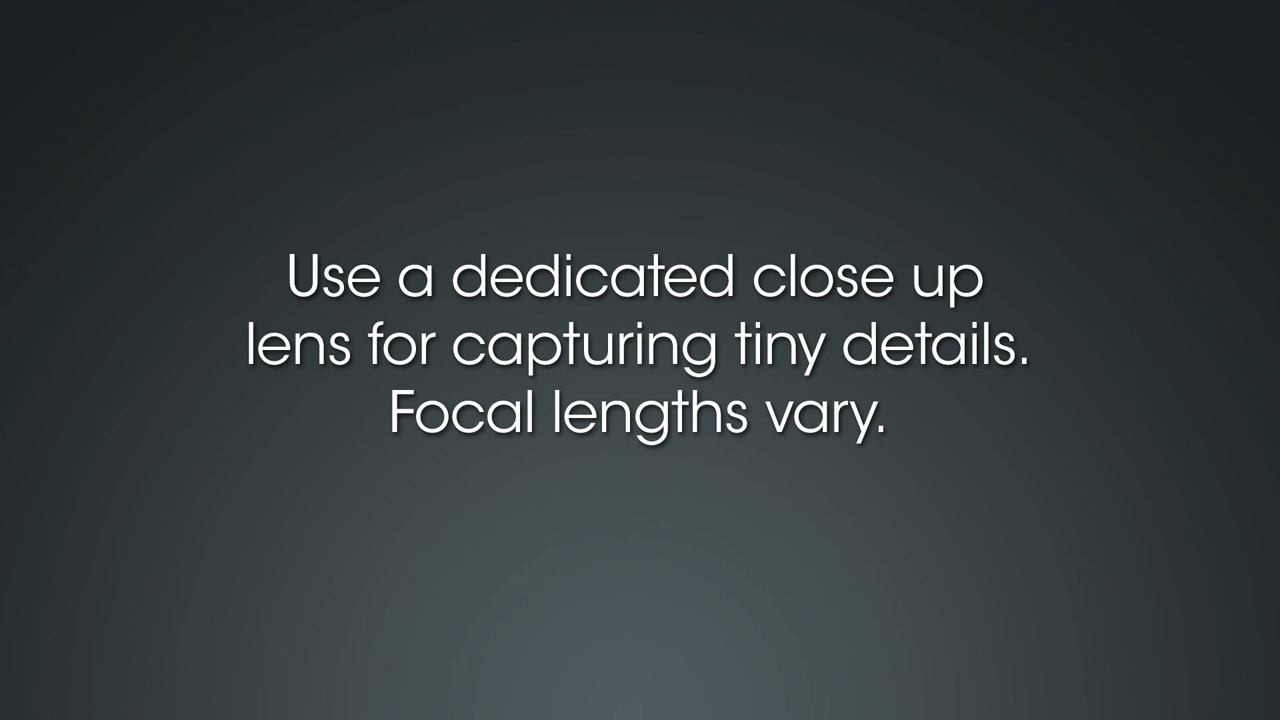 Use a dedicated close up
lens for capturing tiny details.
Focal lengths vary.